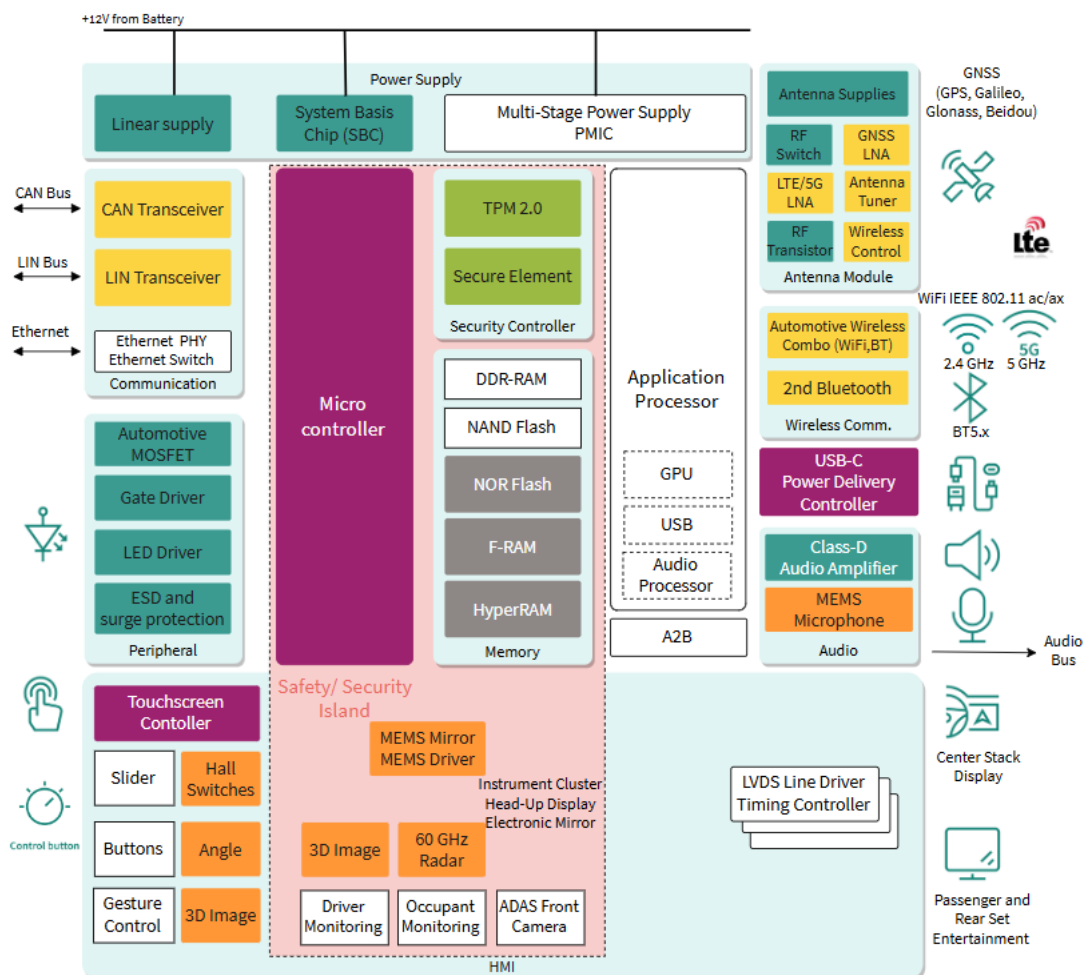 +12V from Battery
Power Supply
Linear supply
System Basis
Chip (SBC)
Multi-Stage Power Supply
PMIC
Antenna Supplies
RF
Switch
GNSS
LNA
LTE/5G
LNA
Antenna
Tuner
RF
Transistor
Wireless
Control
Antenna Module
GNSS
(GPS, Galileo,
Glonass, Beidou)
Lte
CAN Bus
CAN Transceiver
LIN Bus
LIN Transceiver
Ethernet
Ethernet PHY
Ethernet Switch
Communication
Micro
controller
TPM 2.0
Secure Element
Security Controller
DDR-RAM
NAND Flash
NOR Flash
F-RAM
HyperRAM
Memory
Application
Processor
GPU
USB
Audio
Processor
A2B
WiFi IEEE 802.11 ac/ax
Automotive Wireless
Combo (WiFi,BT)
5G
2.4 GHz
5 GHz
2nd Bluetooth
Wireless Comm.
BT5.x
USB-C
Power Delivery
Controller
Class-D
Audio Amplifier
MEMS
Microphone
Audio
Audio
Bus
Automotive
MOSFET
Gate Driver
LED Driver
ESD and
surge protection
Peripheral
Safety/ Security
Island
Touchscreen
Contoller
Slider
Hall
Switches
Control button
Buttons
Angle
Gesture
Control
3D Image
MEMS Mirror
MEMS Driver
Instrument Cluster
Head-Up Display
Electronic Mirror
3D Image
60 GHz
Radar
Driver
Monitoring
Occupant
Monitoring
ADAS Front
Camera
HMI
LVDS Line Driver
Timing Controller
Center Stack
Display
Passenger and
Rear Set
Entertainment